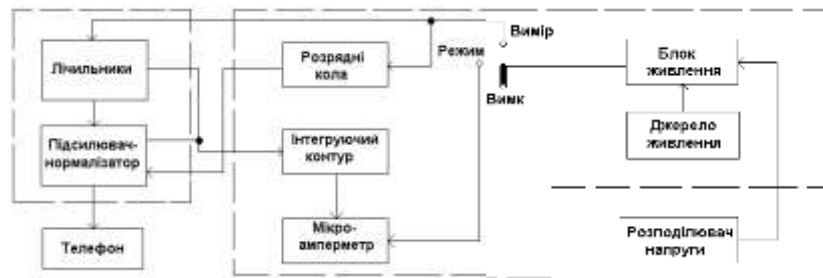 Лічильники
Підсилювач-
нормалізатор
Телефон
Розрядні
кола
Інтегруючий
контур
Мікро-
амперметр
Режим
Вимір
Вимк
Блок
живлення
Джерело
живлення
Розподілювач
напруги